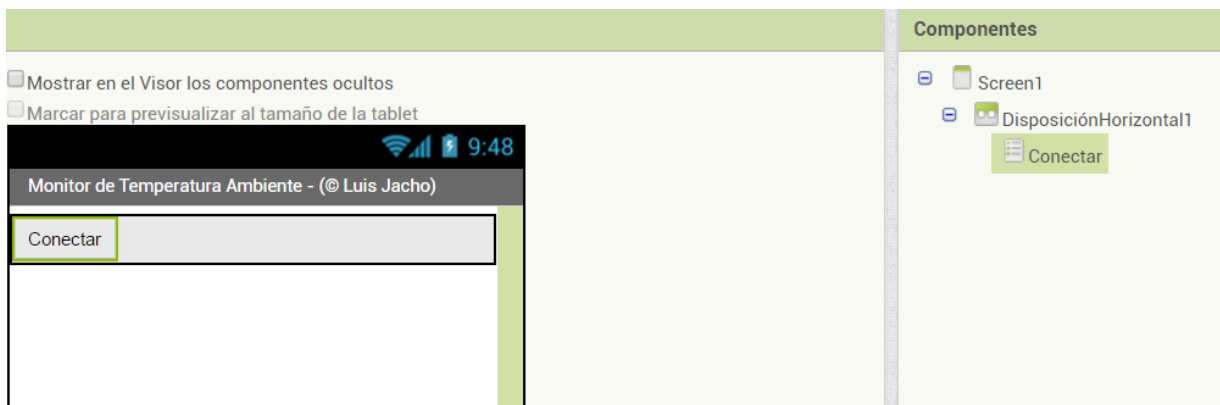 Componentes
Mostrar en el Visor los componentes ocultos
Marcar para previsualizar al tamaño de la tablet
9:48
Monitor de Temperatura Ambiente - (© Luis Jacho)
Conectar
Screen1
DisposiciónHorizontal1
Conectar